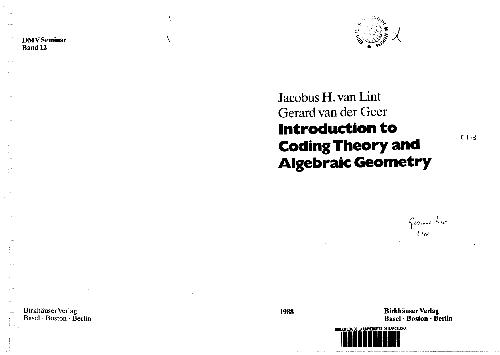 DMV Seminar
Band 12
Jacobus H. van Lint
Gerard van der Geer
Introduction to
Coding Theory and
Algebraic Geometry
Birkhäuser Verlag
Basel · Boston · Berlin
1988
Birkhäuser Verlag
Basel · Boston · Berlin